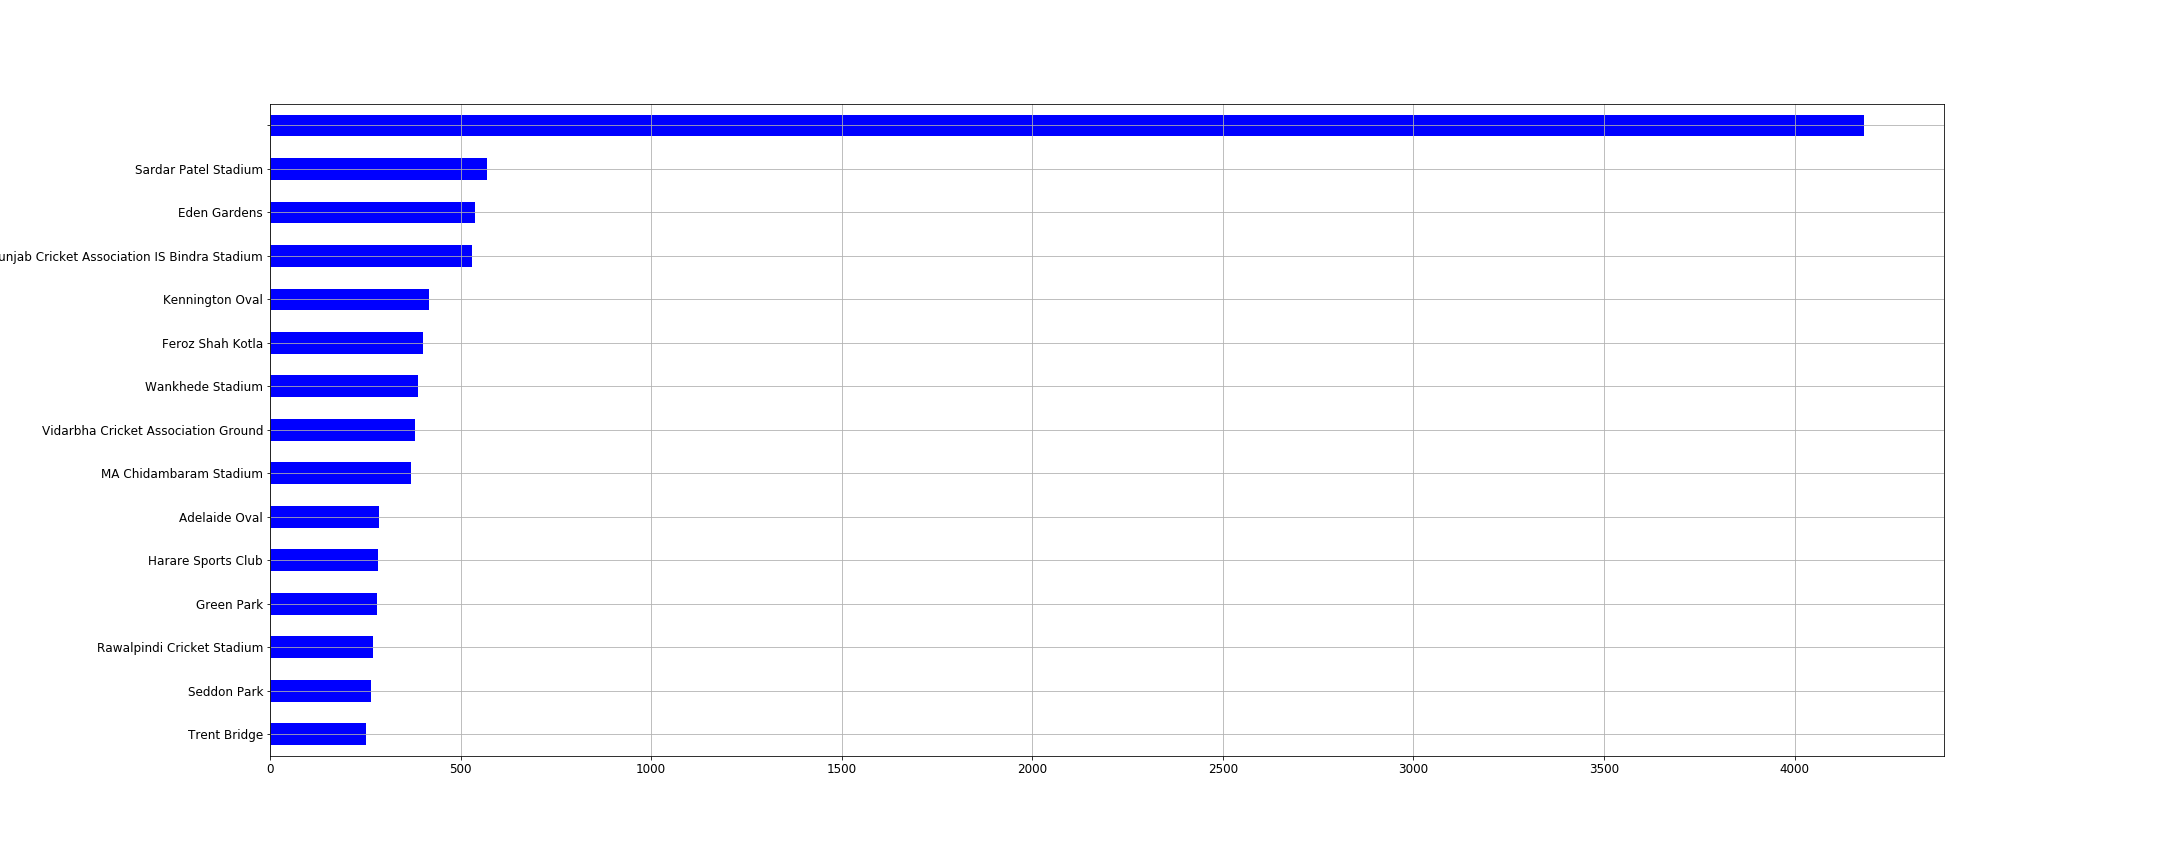 Sardar Patel Stadium
Eden Gardens
unjab Cricket Association IS Bindra Stadium
Kennington Oval
Feroz Shah Kotla
Wankhede Stadium
Vidarbha Cricket Association Ground
MA Chidambaram Stadium
Adelaide Oval
Harare Sports Club
Green Park
Rawalpindi Cricket Stadium
Seddon Park
Trent Bridge
0 500 1000 1500 2000 2500 3000 3500 4000